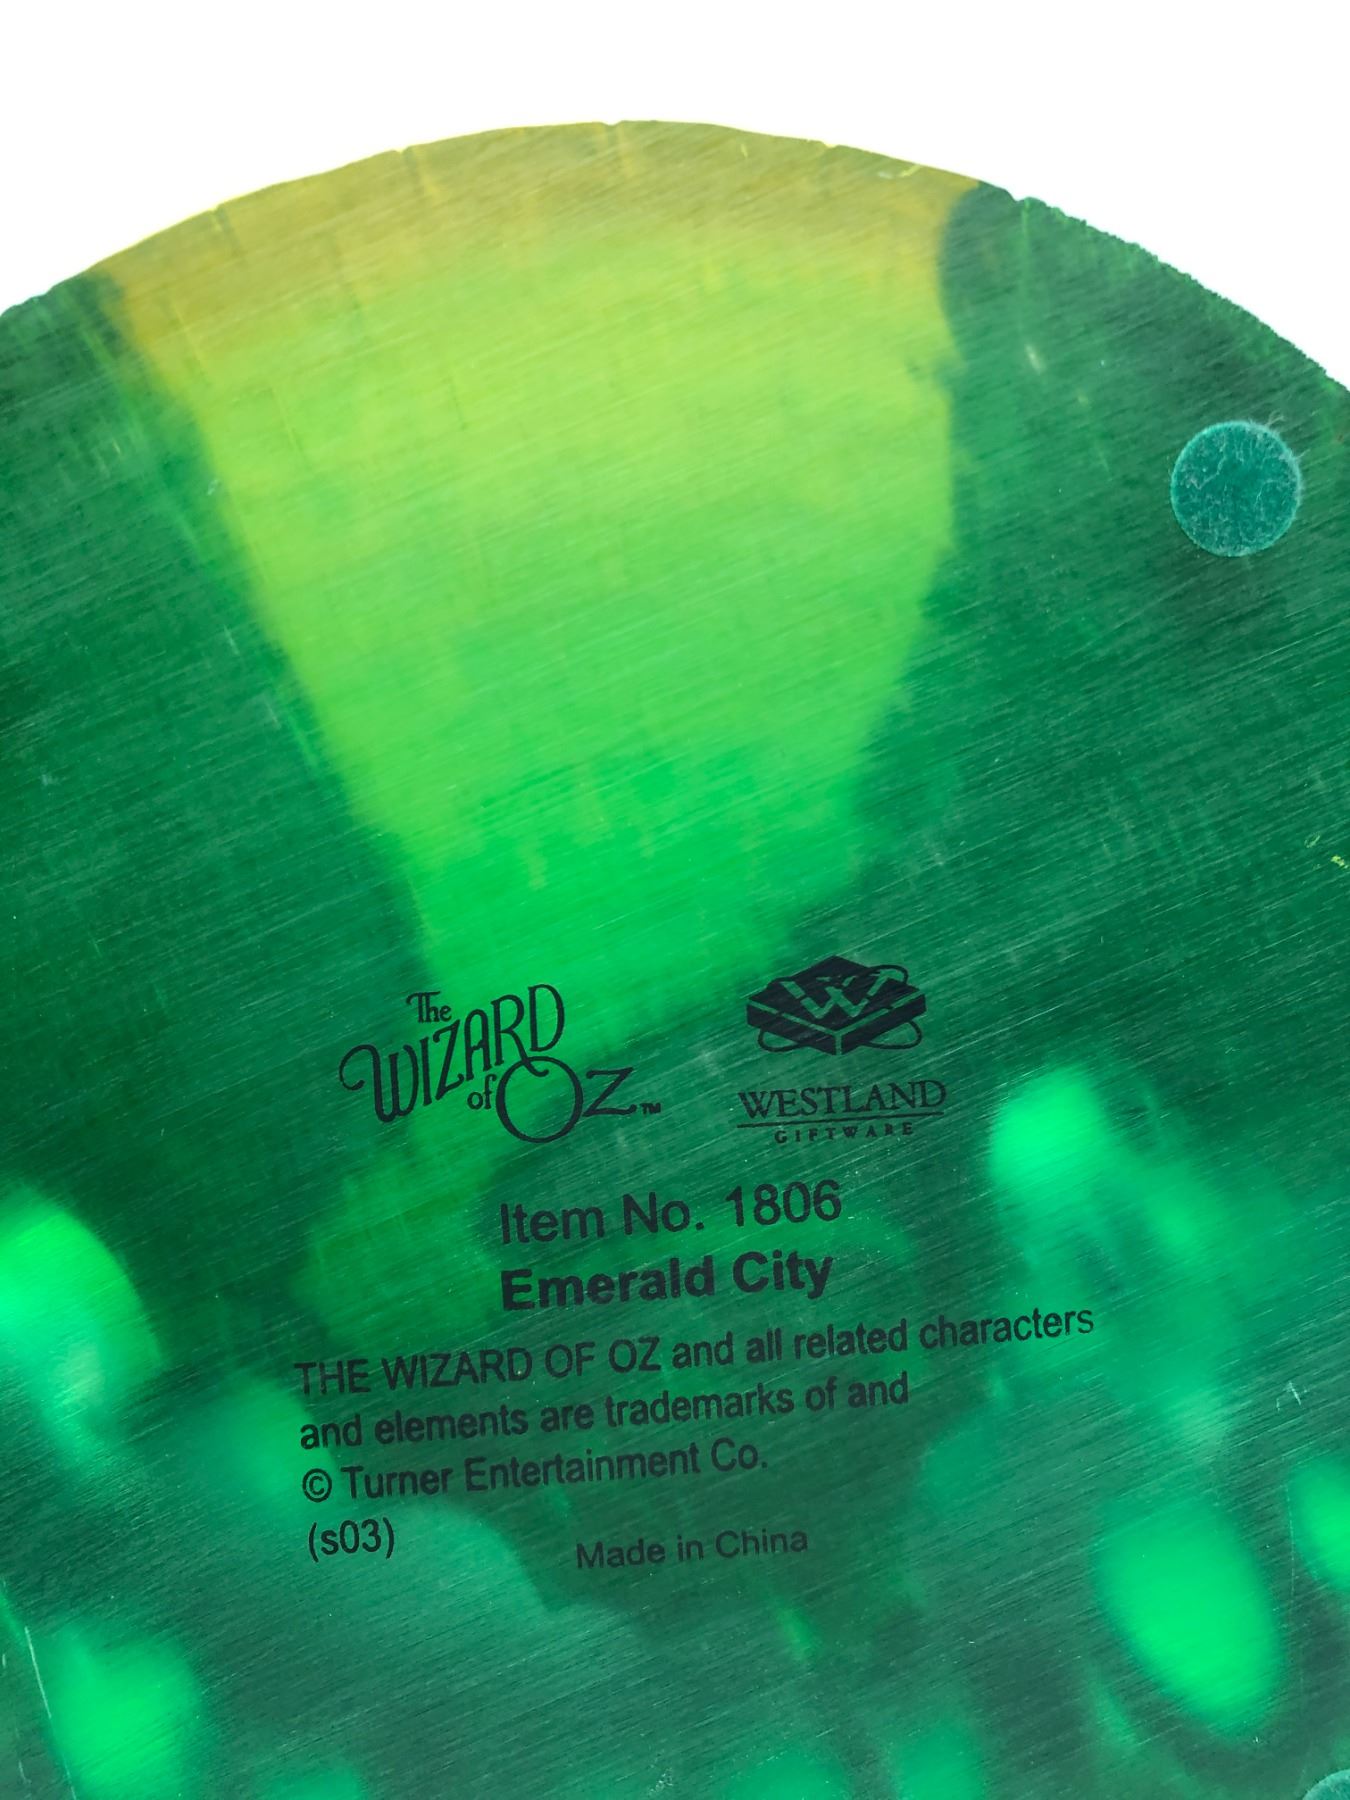 The
WIZARD
of OZ™
W
WESTLAND
GIFTWARE
Item No. 1806
Emerald City
THE WIZARD OF OZ and all related characters
and elements are trademarks of and
© Turner Entertainment Co.
(s03)
Made in China